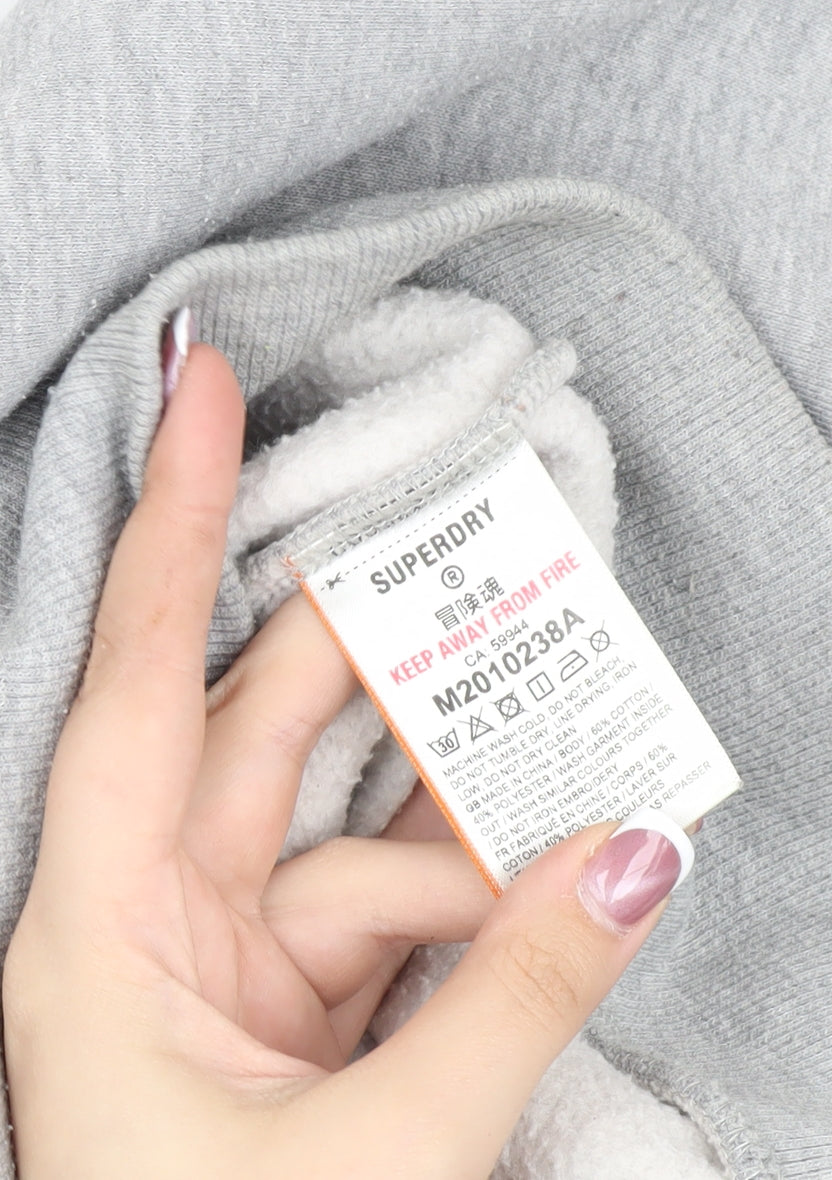 SUPERDRY
®
冒険魂
KEEP AWAY FROM FIRE
CA: 59944
M2010238A
30
MACHINE WASH COLD, DO NOT BLEACH,
DO NOT TUMBLE DRY, LINE DRYING, IRON
LOW, DO NOT DRY CLEAN
GB MADE IN CHINA / BODY / 60% COTTON /
40% POLYESTER / WASH GARMENT INSIDE
OUT / WASH SIMILAR COLOURS TOGETHER
/ DO NOT IRON EMBROIDERY
FR FABRIQUÉ EN CHINE / CORPS / 60%
COTON / 40% POLYESTER / LAVER SUR
COULEURS
REPASSER